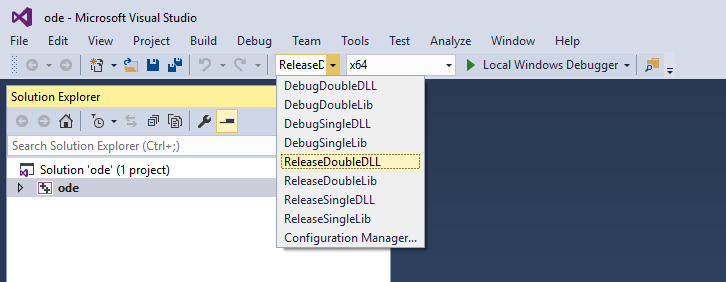 ode - Microsoft Visual Studio
File Edit View Project Build Debug Team Tools Test Analyze Window Help
ReleaseD x64 Local Windows Debugger
DebugDoubleDLL
DebugDoubleLib
DebugSingleDLL
DebugSingleLib
ReleaseDoubleDLL
ReleaseDoubleLib
ReleaseSingleDLL
ReleaseSingleLib
Configuration Manager...
Solution Explorer
Search Solution Explorer (Ctrl+;)
Solution 'ode' (1 project)
ode